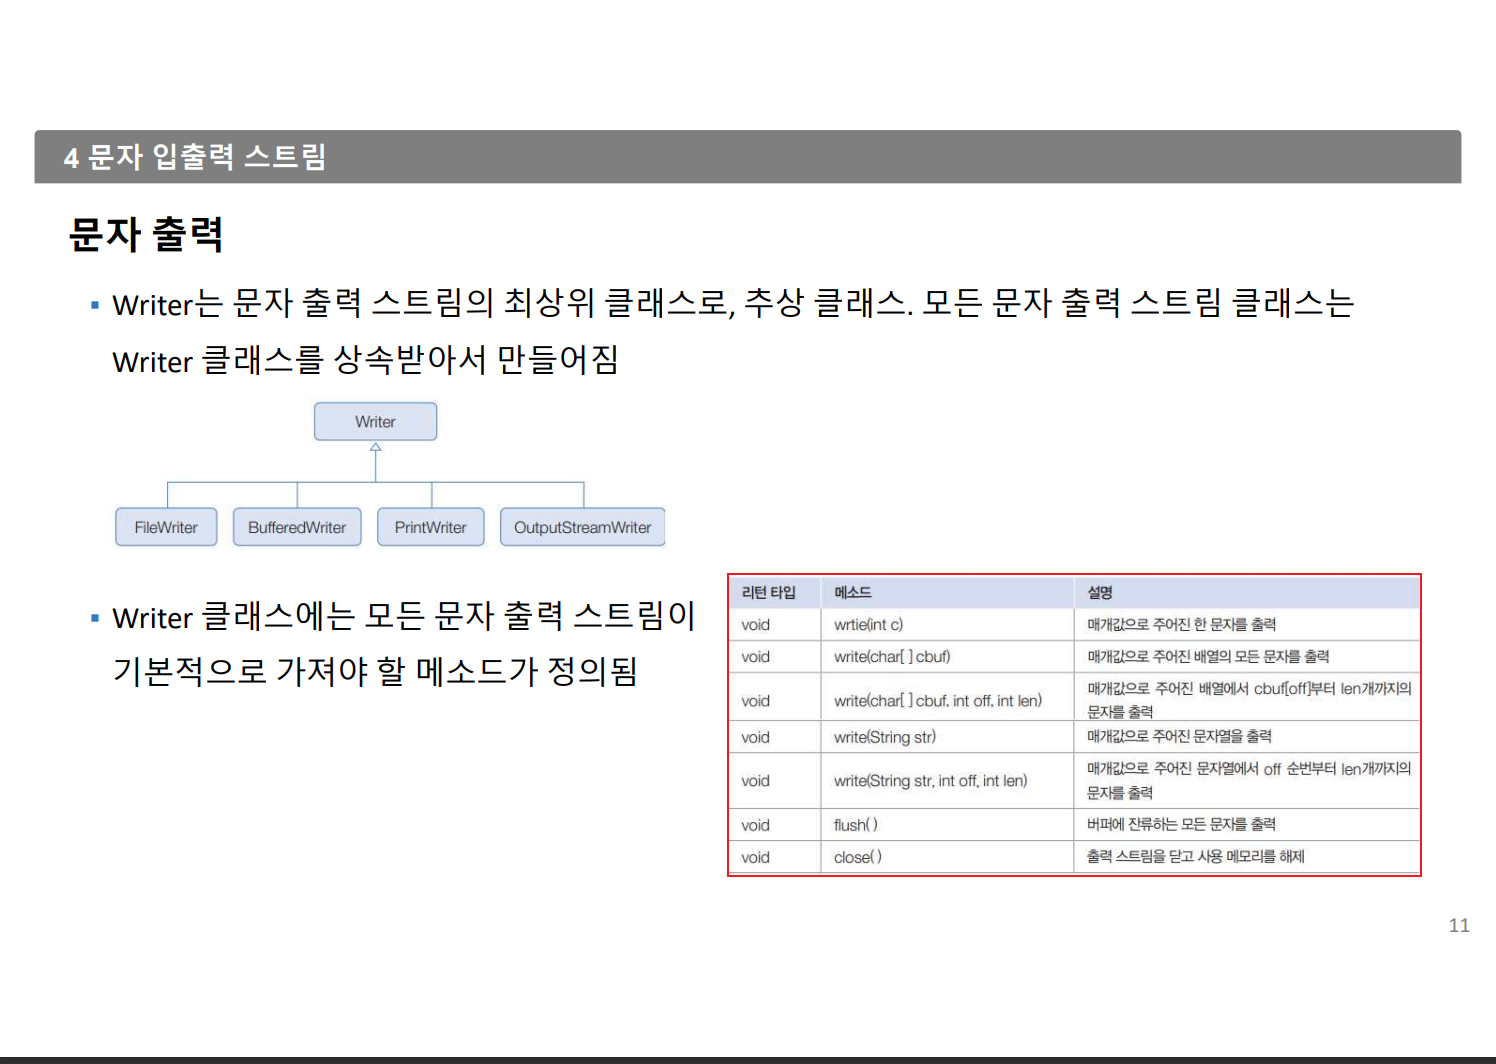 4 문자 입출력 스트림
문자 출력
▪ Writer는 문자 출력 스트림의 최상위 클래스로, 추상 클래스. 모든 문자 출력 스트림 클래스는
Writer 클래스를 상속받아서 만들어짐
Writer
FileWriter BufferedWriter PrintWriter OutputStreamWriter
▪ Writer 클래스에는 모든 문자 출력 스트림이
기본적으로 가져야 할 메소드가 정의됨
리턴 타입 메소드 설명
void wrtie(int c) 매개값으로 주어진 한 문자를 출력
void write(char[ ] cbuf) 매개값으로 주어진 배열의 모든 문자를 출력
void write(char[ ] cbuf, int off, int len) 매개값으로 주어진 배열에서 cbuf[off]부터 len개까지의
문자를 출력
void write(String str) 매개값으로 주어진 문자열을 출력
void write(String str, int off, int len) 매개값으로 주어진 문자열에서 off 순번부터 len개까지의
문자를 출력
void flush( ) 버퍼에 잔류하는 모든 문자를 출력
void close( ) 출력 스트림을 닫고 사용 메모리를 해제
11